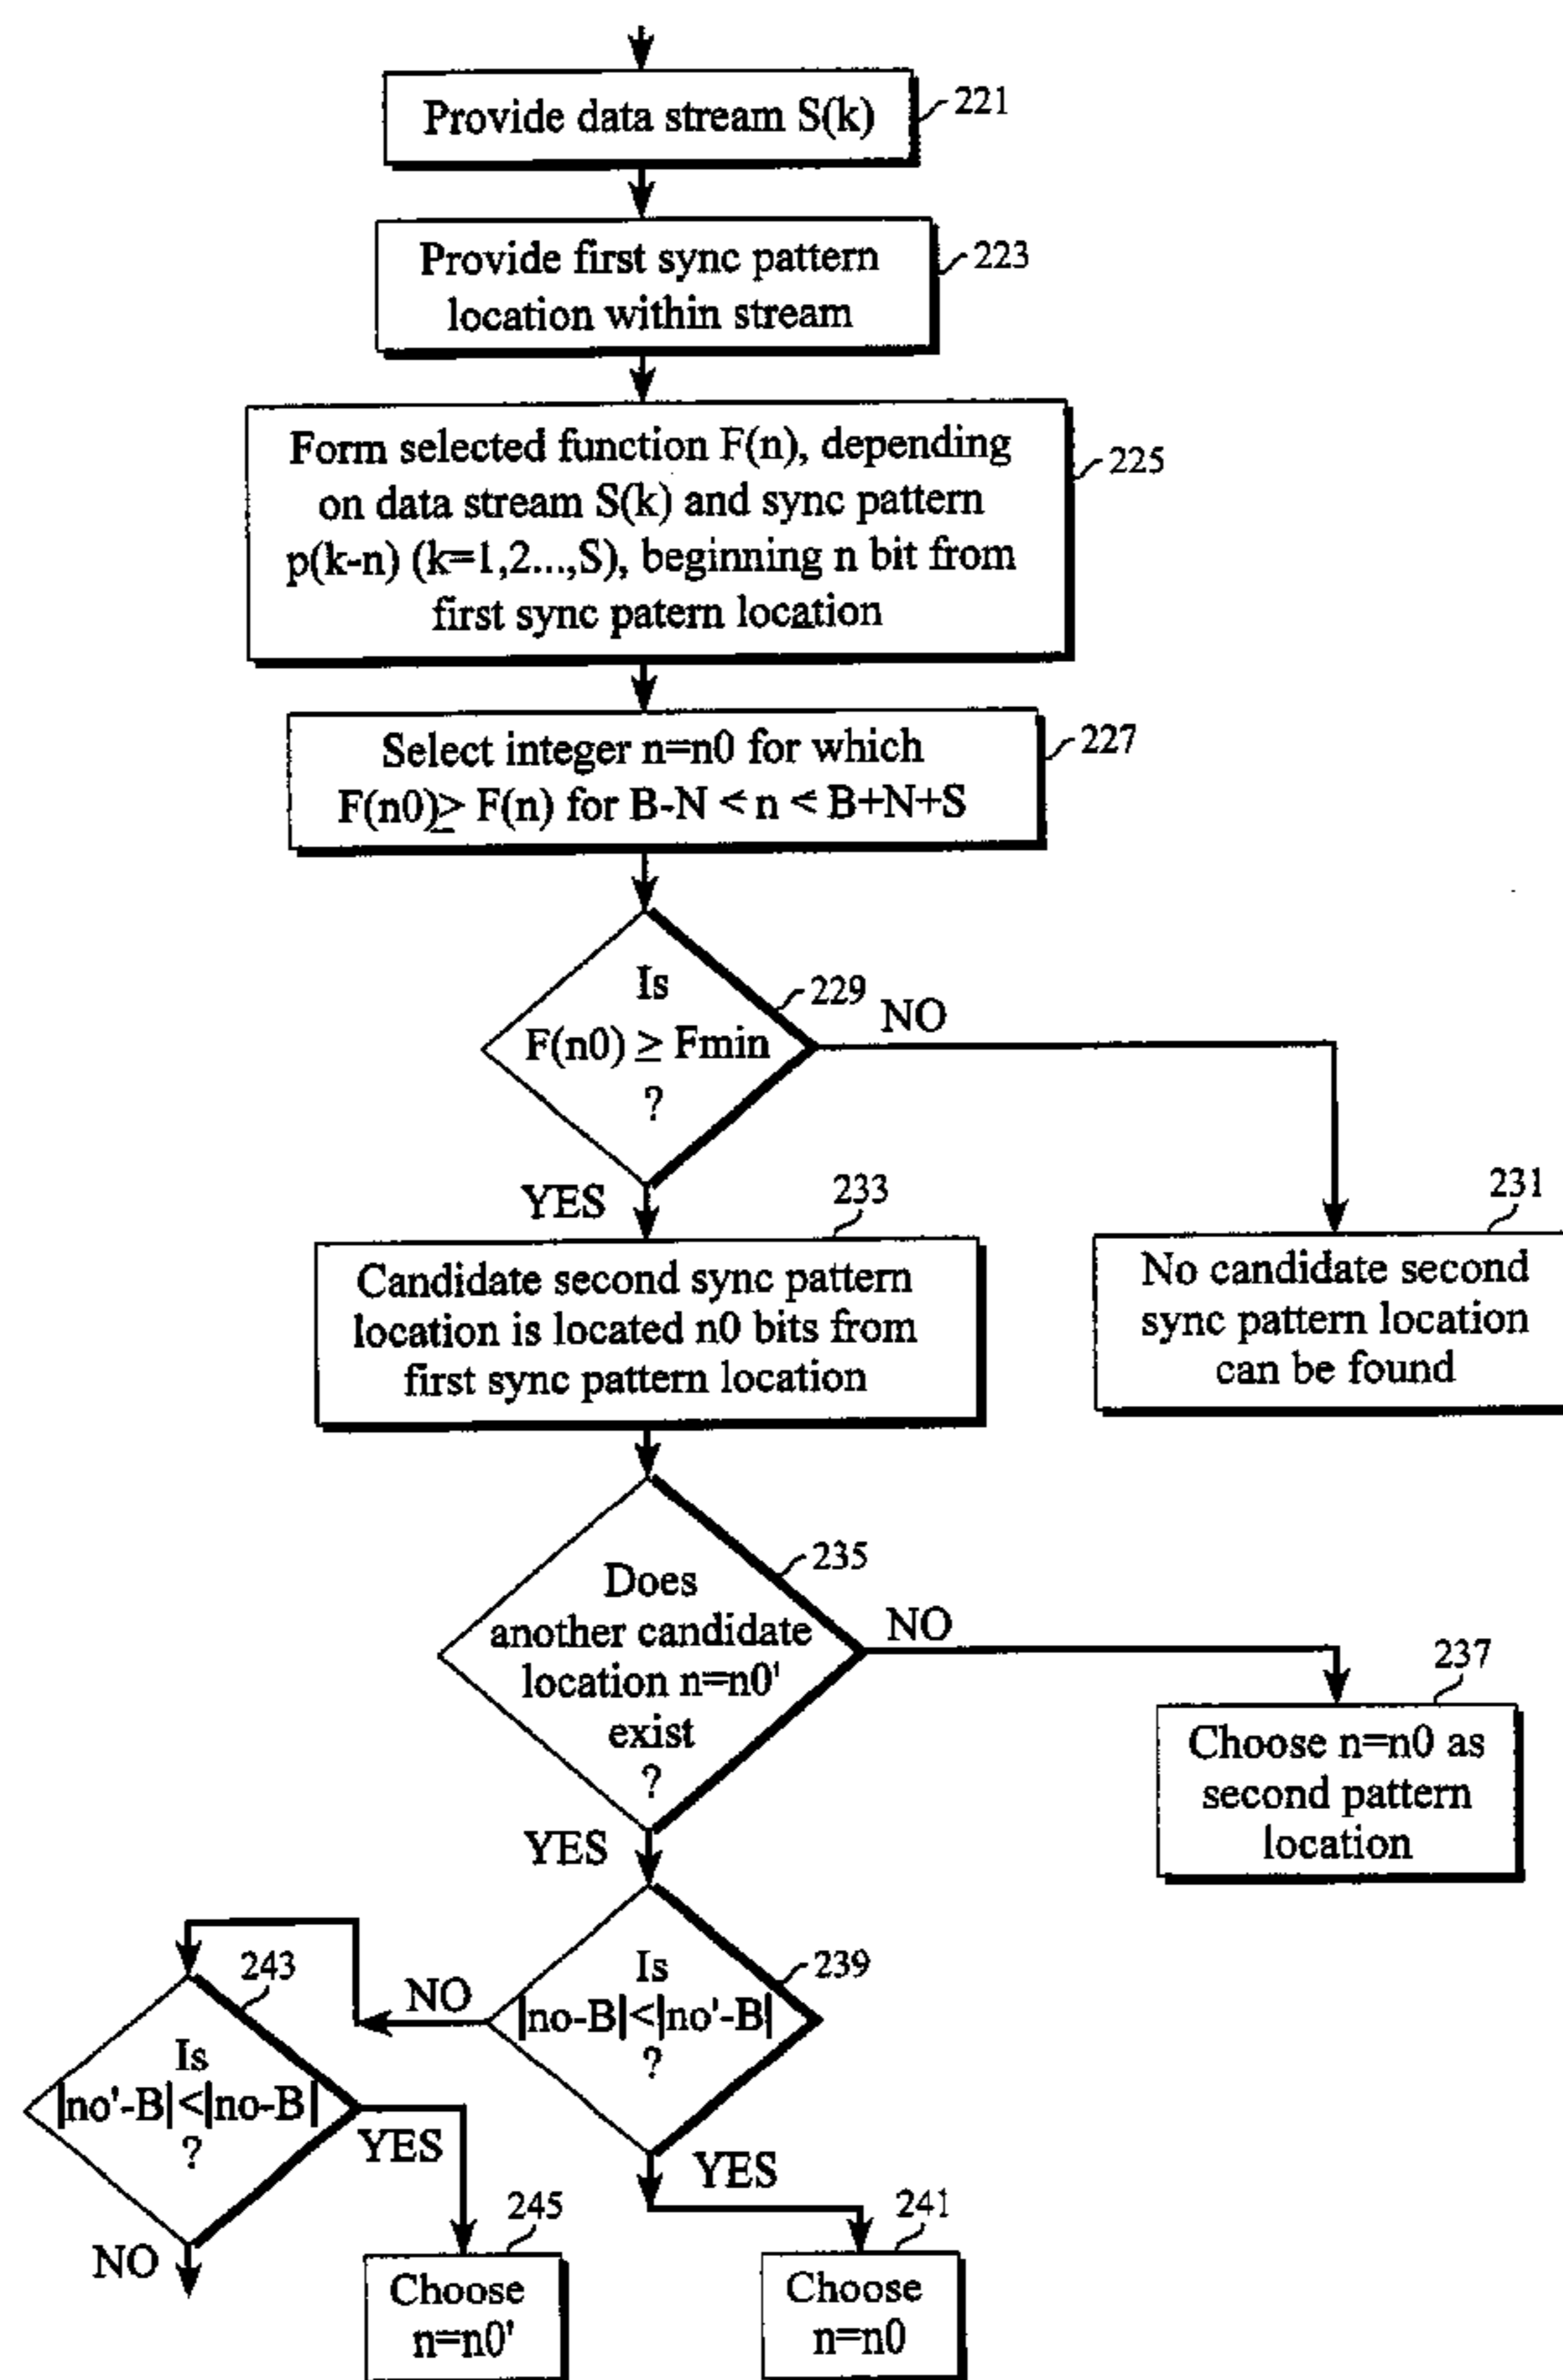 Provide data stream S(k)
221
Provide first sync pattern
location within stream
223
Form selected function F(n), depending
on data stream S(k) and sync pattern
p(k-n) (k=1,2...,S), beginning n bit from
first sync patern location
225
Select integer n=n0 for which
F(n0)≥ F(n) for B-N < n < B+N+S
227
Is
F(n0) ≥ Fmin
?
229
NO
YES
233
231
Candidate second sync pattern
location is located n0 bits from
first sync pattern location
No candidate second
sync pattern location
can be found
Does
another candidate
location n=n0'
exist
?
235
NO
YES
237
Choose n=n0 as
second pattern
location
Is
|no-B|<|no'-B|
?
239
NO
YES
243
Is
|no'-B|<|no-B|
?
YES
NO
245
Choose
n=n0'
241
Choose
n=n0